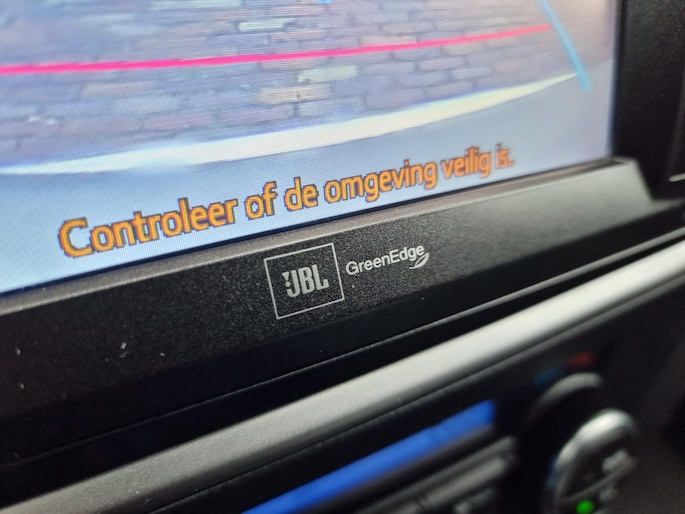 Controleer of de omgeving veilig is.
JBL GreenEdge